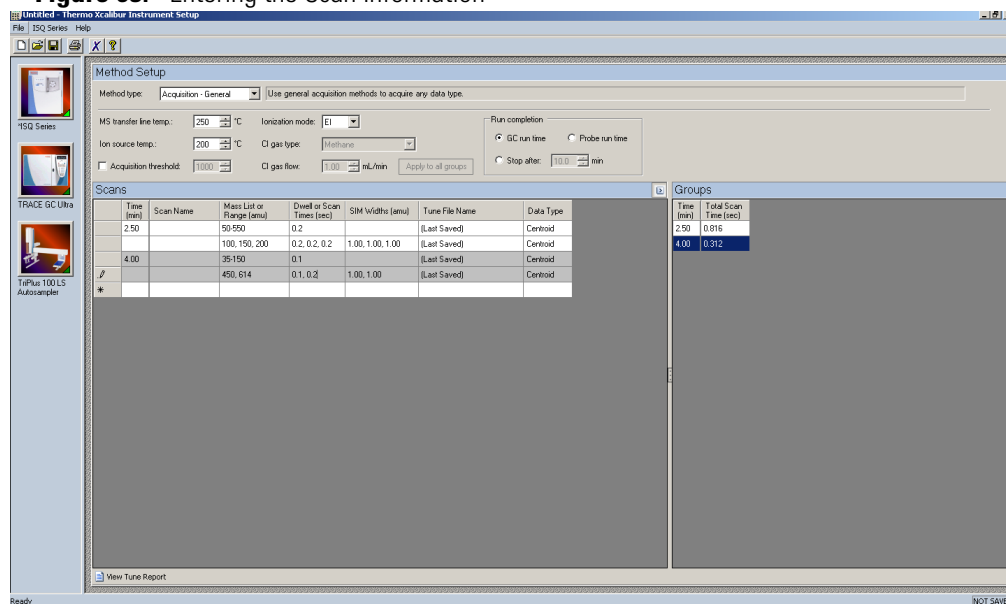 Entering the Scan Information
Untitled - Thermo Xcalibur Instrument Setup
File ISQ Series Help
Method Setup
Method type: Acquisition - General Use general acquisition methods to acquire any data type.
MS transfer line temp.: 250 °C Ionization mode: EI
Ion source temp.: 200 °C CI gas type: Methane
Acquisition threshold: 1000 CI gas flow: 1.00 mL/min Apply to all groups
Run completion
GC run time Probe run time
Stop after: 10.0 min
*ISQ Series
TRACE GC Ultra
TriPlus 100 LS
Autosampler
Scans
Time (min) Scan Name Mass List or Range (amu) Dwell or Scan Times (sec) SIM Widths (amu) Tune File Name Data Type
2.50 50-550 0.2 (Last Saved) Centroid
100, 150, 200 0.2, 0.2, 0.2 1.00, 1.00, 1.00 (Last Saved) Centroid
4.00 35-150 0.1 (Last Saved) Centroid
450, 614 0.1, 0.2 1.00, 1.00 (Last Saved) Centroid
*
Groups
Time (min) Total Scan Time (sec)
2.50 0.816
4.00 0.312
View Tune Report
Ready NOT SAVE